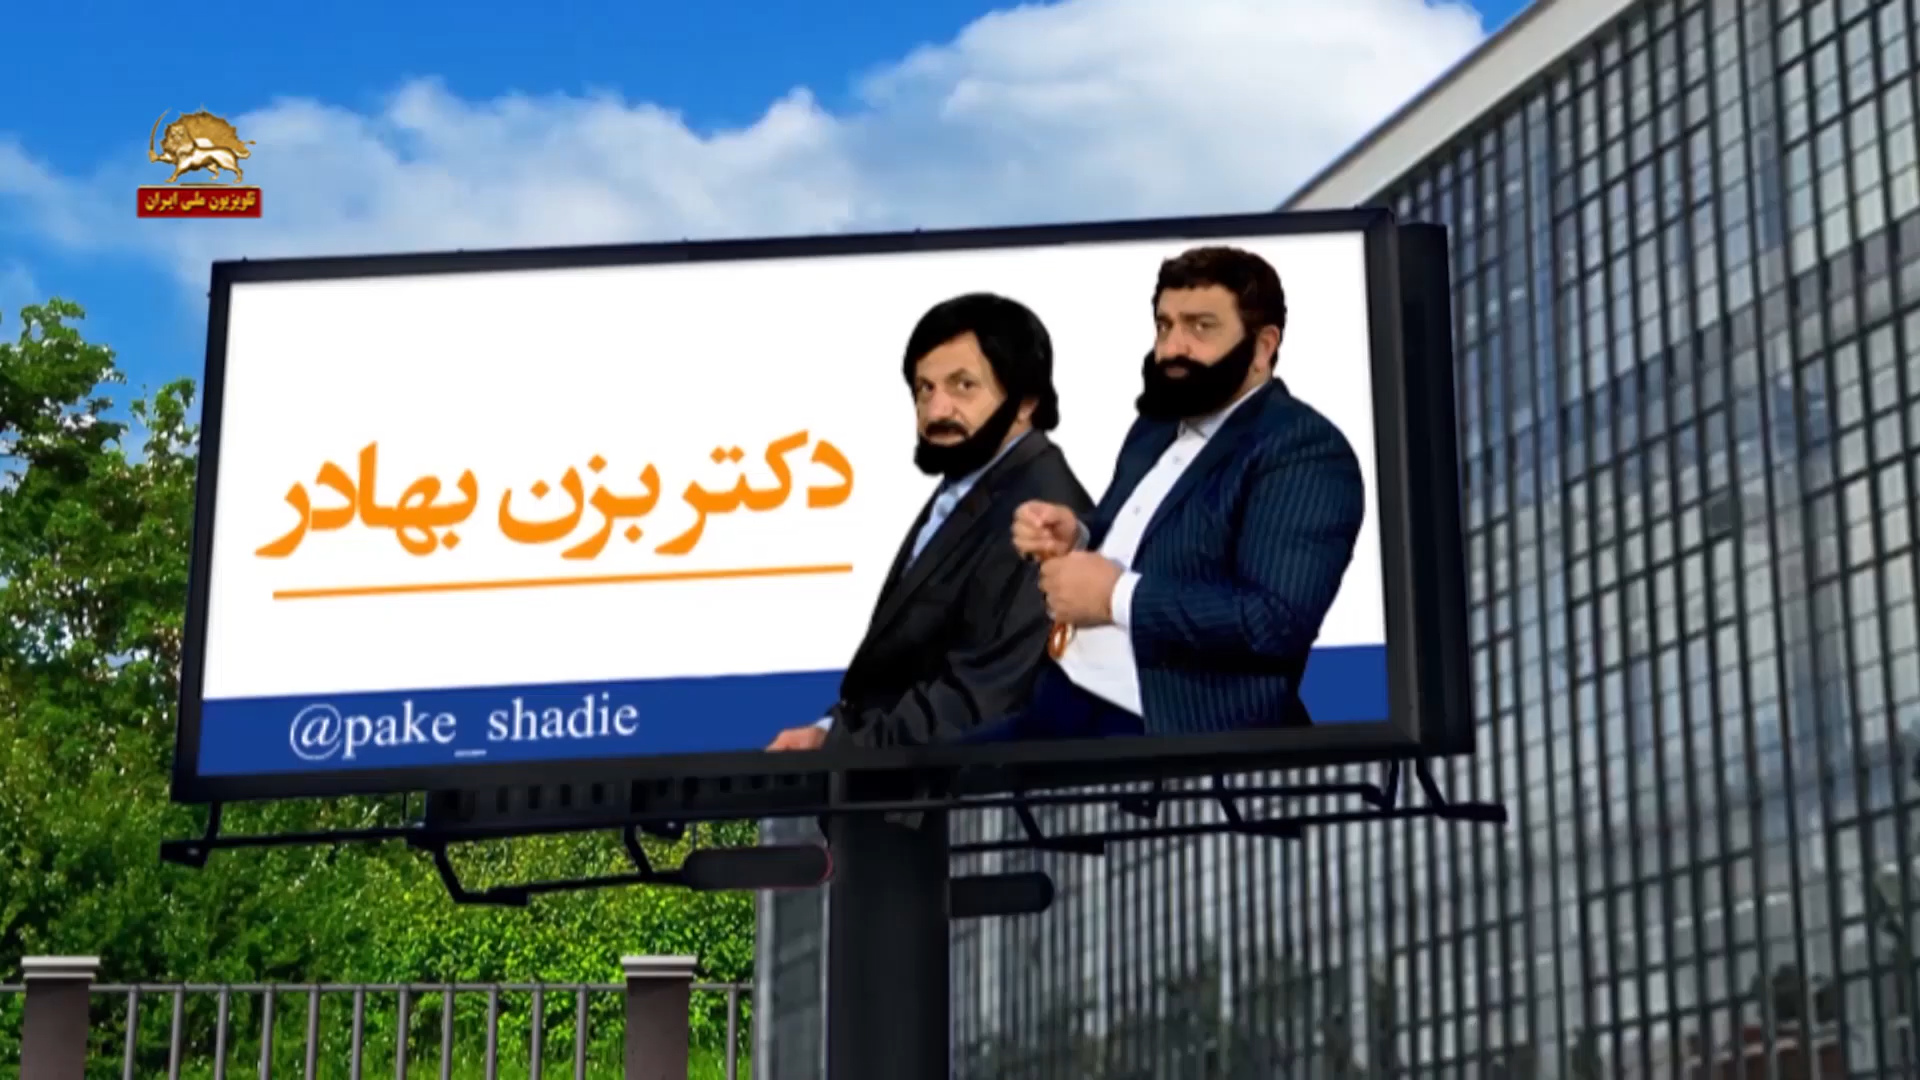 تلویزیون ملی ایران
دکتر بزن بهادر
@pake_shadie